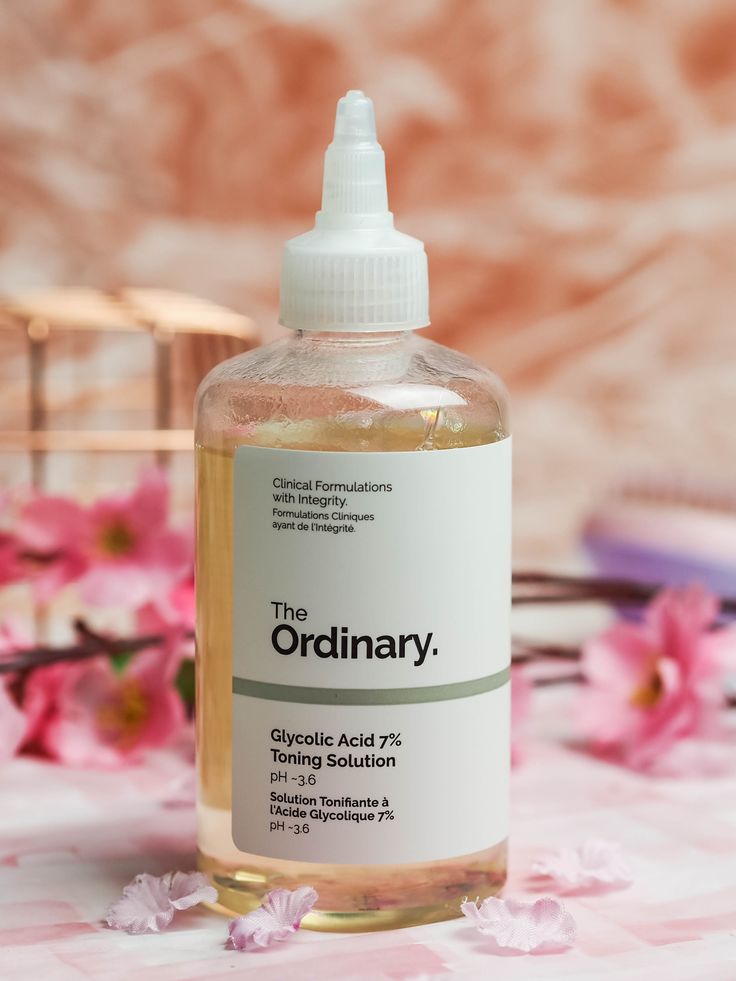 Clinical Formulations
with Integrity.
Formulations Cliniques
ayant de l'Intégrité.
The
Ordinary.
Glycolic Acid 7%
Toning Solution
pH ~3.6
Solution Tonifiante à
l'Acide Glycolique 7%
pH ~3.6